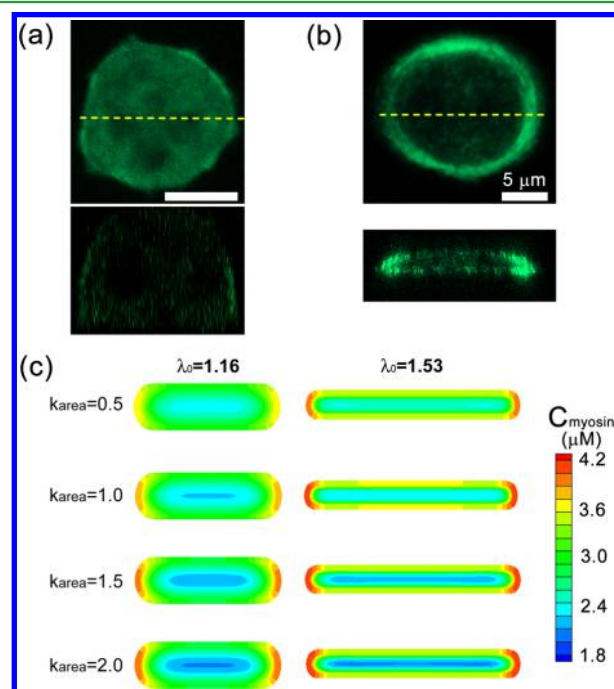 (a)
(b)
5 μm
(c)
λ₀=1.16
λ₀=1.53
karea=0.5
karea=1.0
karea=1.5
karea=2.0
Cmyosin
(μM)
4.2
3.6
3.0
2.4
1.8